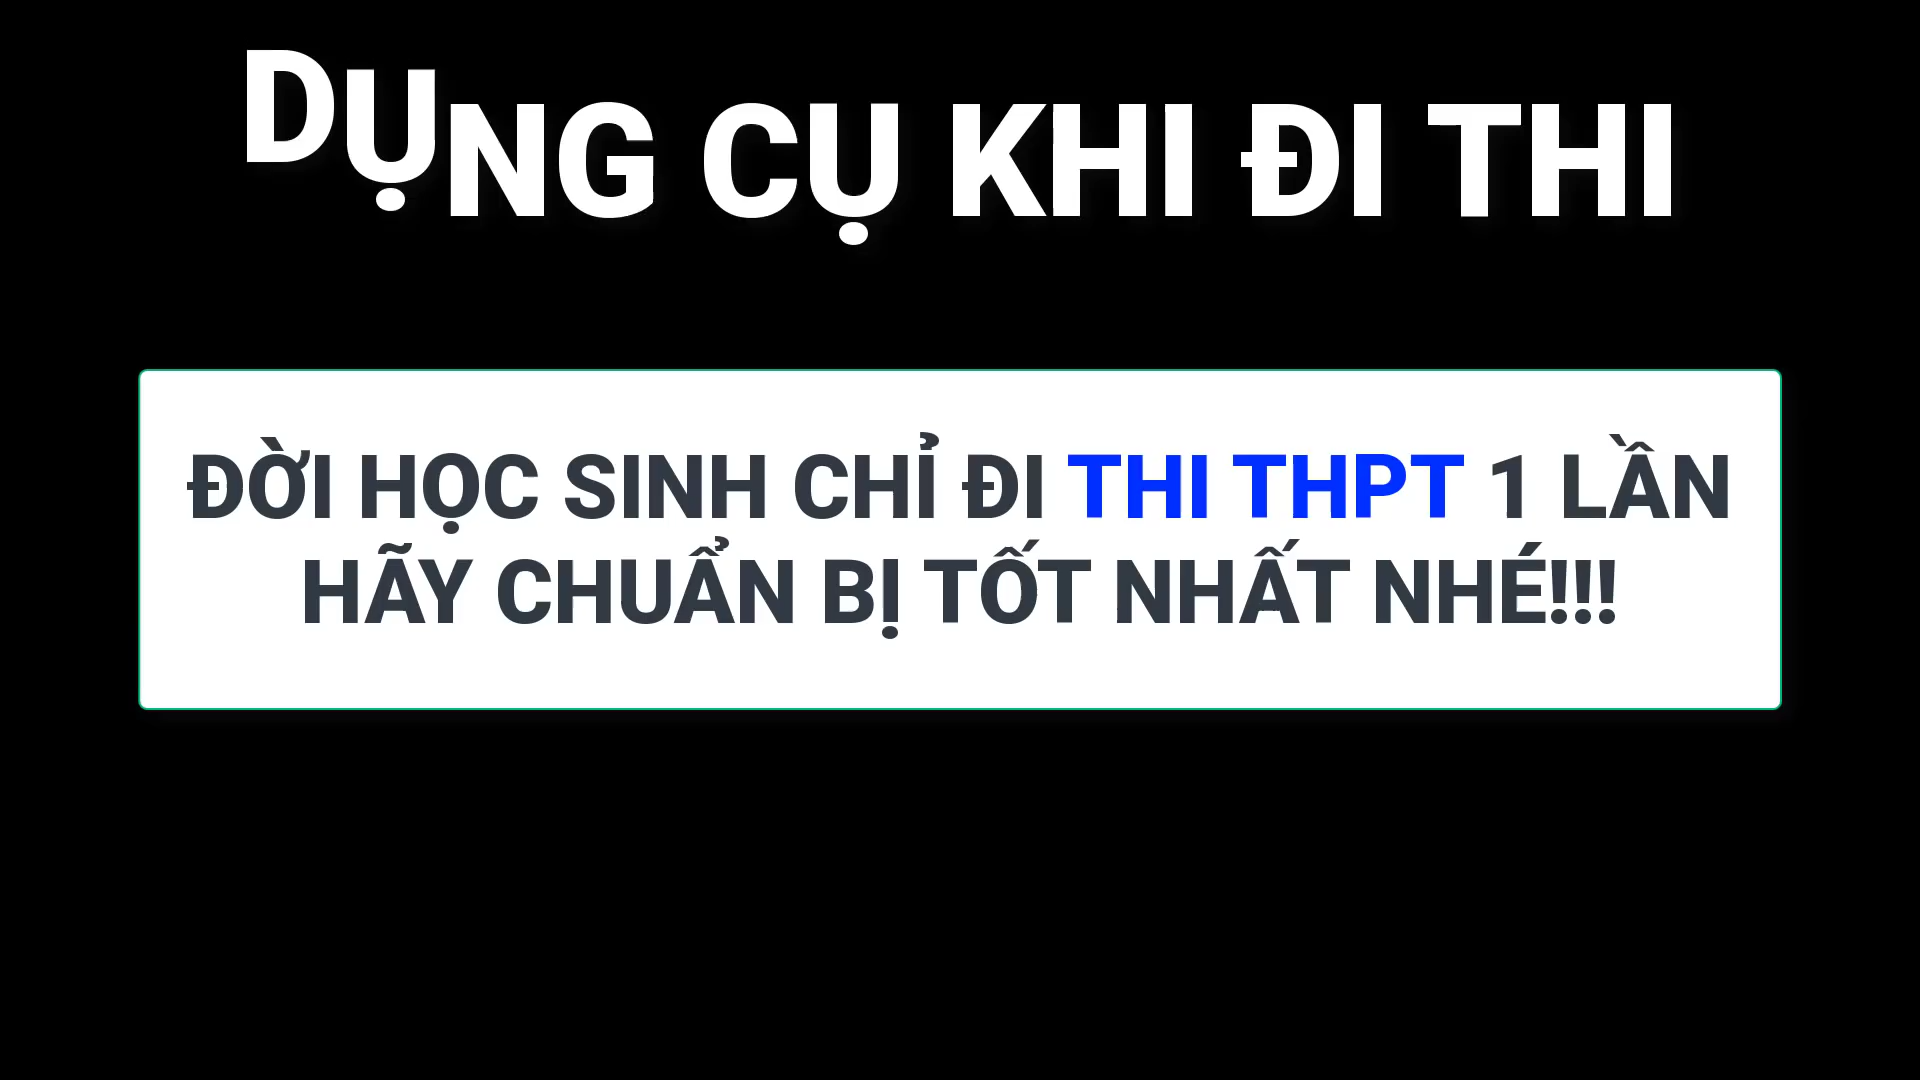 DỤNG CỤ KHI ĐI THI
ĐỜI HỌC SINH CHỈ ĐI THI THPT 1 LẦN
HÃY CHUẨN BỊ TỐT NHẤT NHÉ!!!